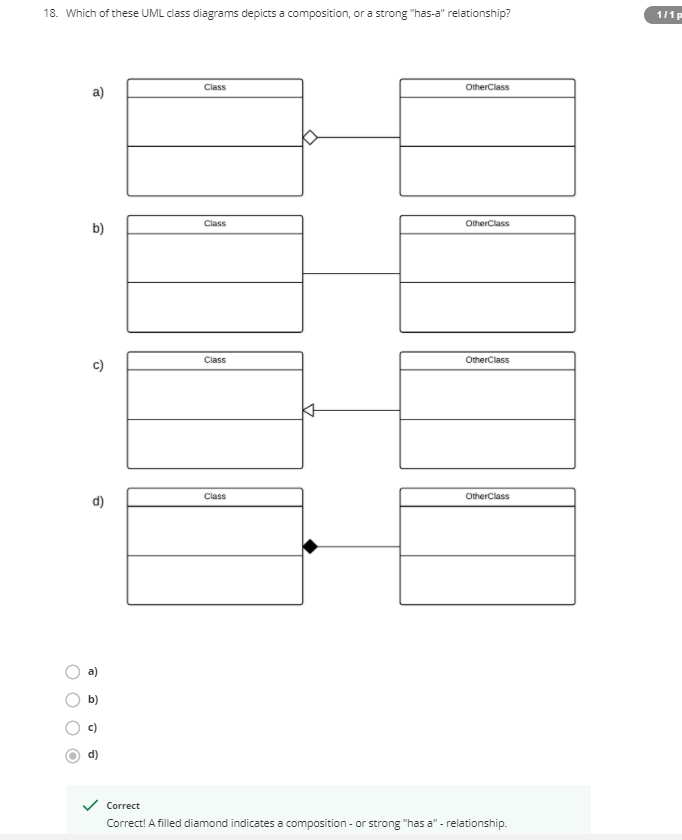 18. Which of these UML class diagrams depicts a composition, or a strong "has-a" relationship?
1 / 1 p
a)
Class
OtherClass
b)
Class
OtherClass
c)
Class
OtherClass
d)
Class
OtherClass
a)
b)
c)
d)
Correct
Correct! A filled diamond indicates a composition - or strong "has a" - relationship.